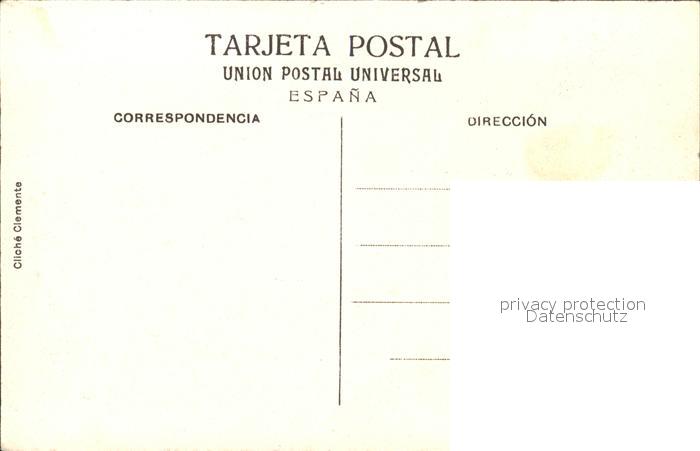 TARJETA POSTAL
UNION POSTAL UNIVERSAL
ESPAÑA
CORRESPONDENCIA
DIRECCIÓN
Cliché Clemente
privacy protection
Datenschutz